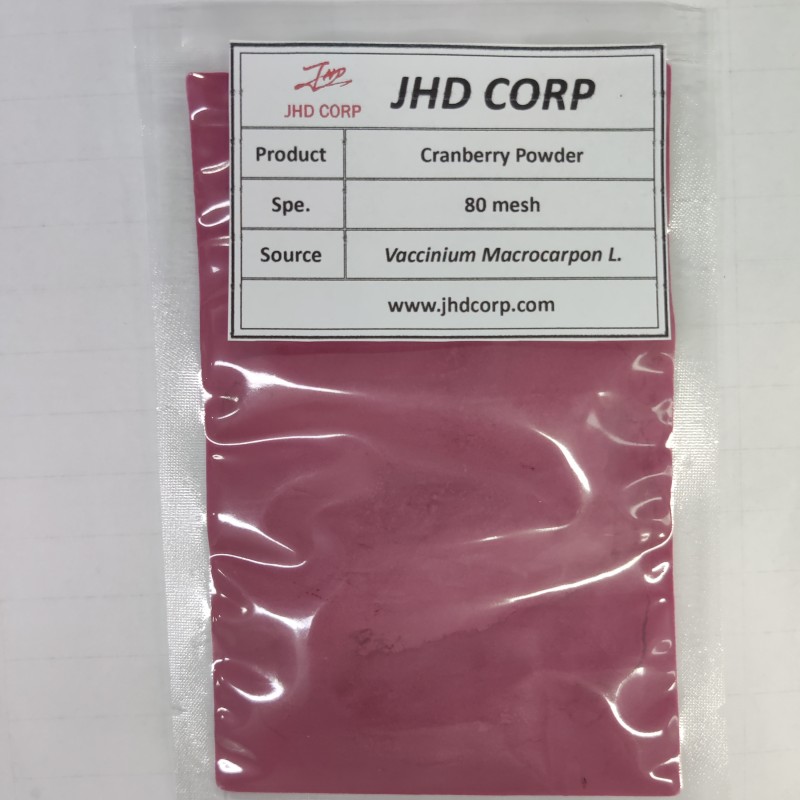 JHD
JHD CORP
JHD CORP
Product Cranberry Powder
Spe. 80 mesh
Source Vaccinium Macrocarpon L.
www.jhdcorp.com